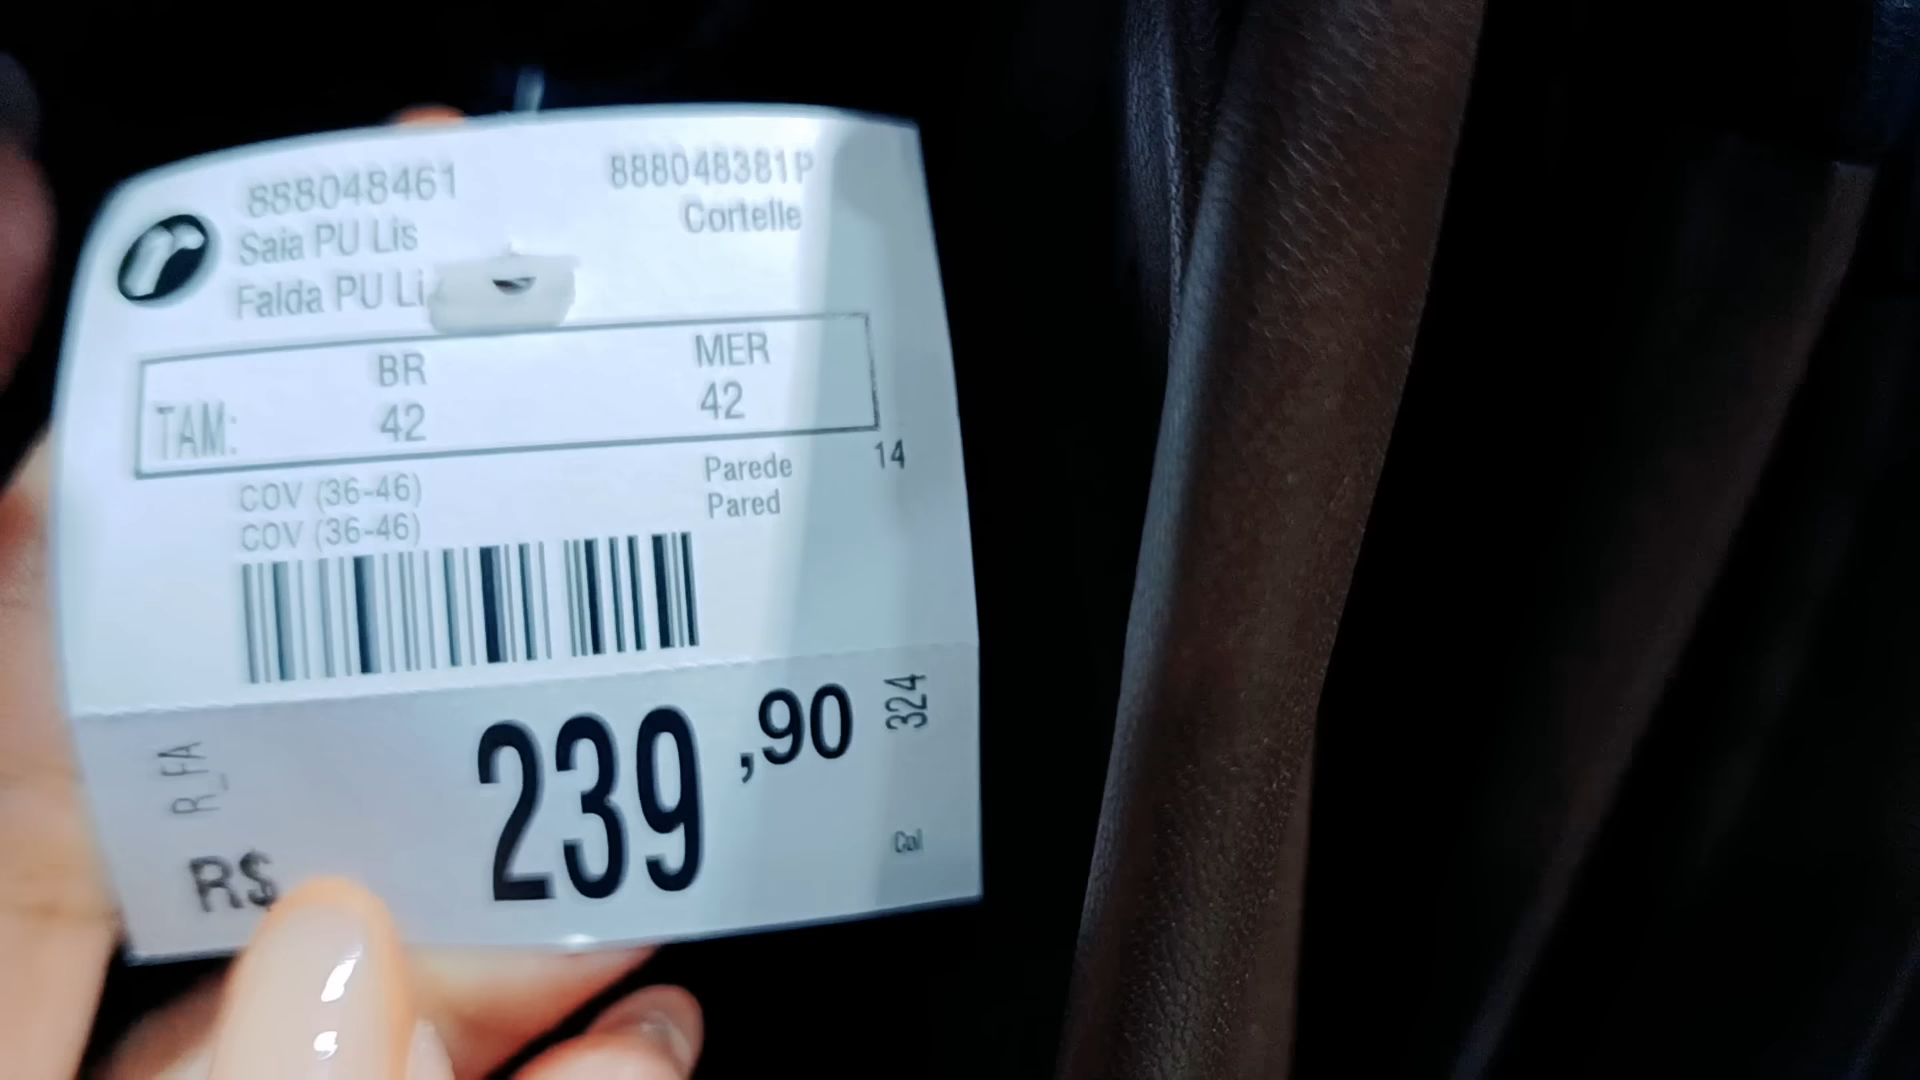 888048461 888048381P
Saia PU Lis Cortelle
Falda PU Li
BR MER
TAM: 42 42
14
COV (36-46) Parede
COV (36-46) Pared
R_FA
R$ 239,90
324
Col